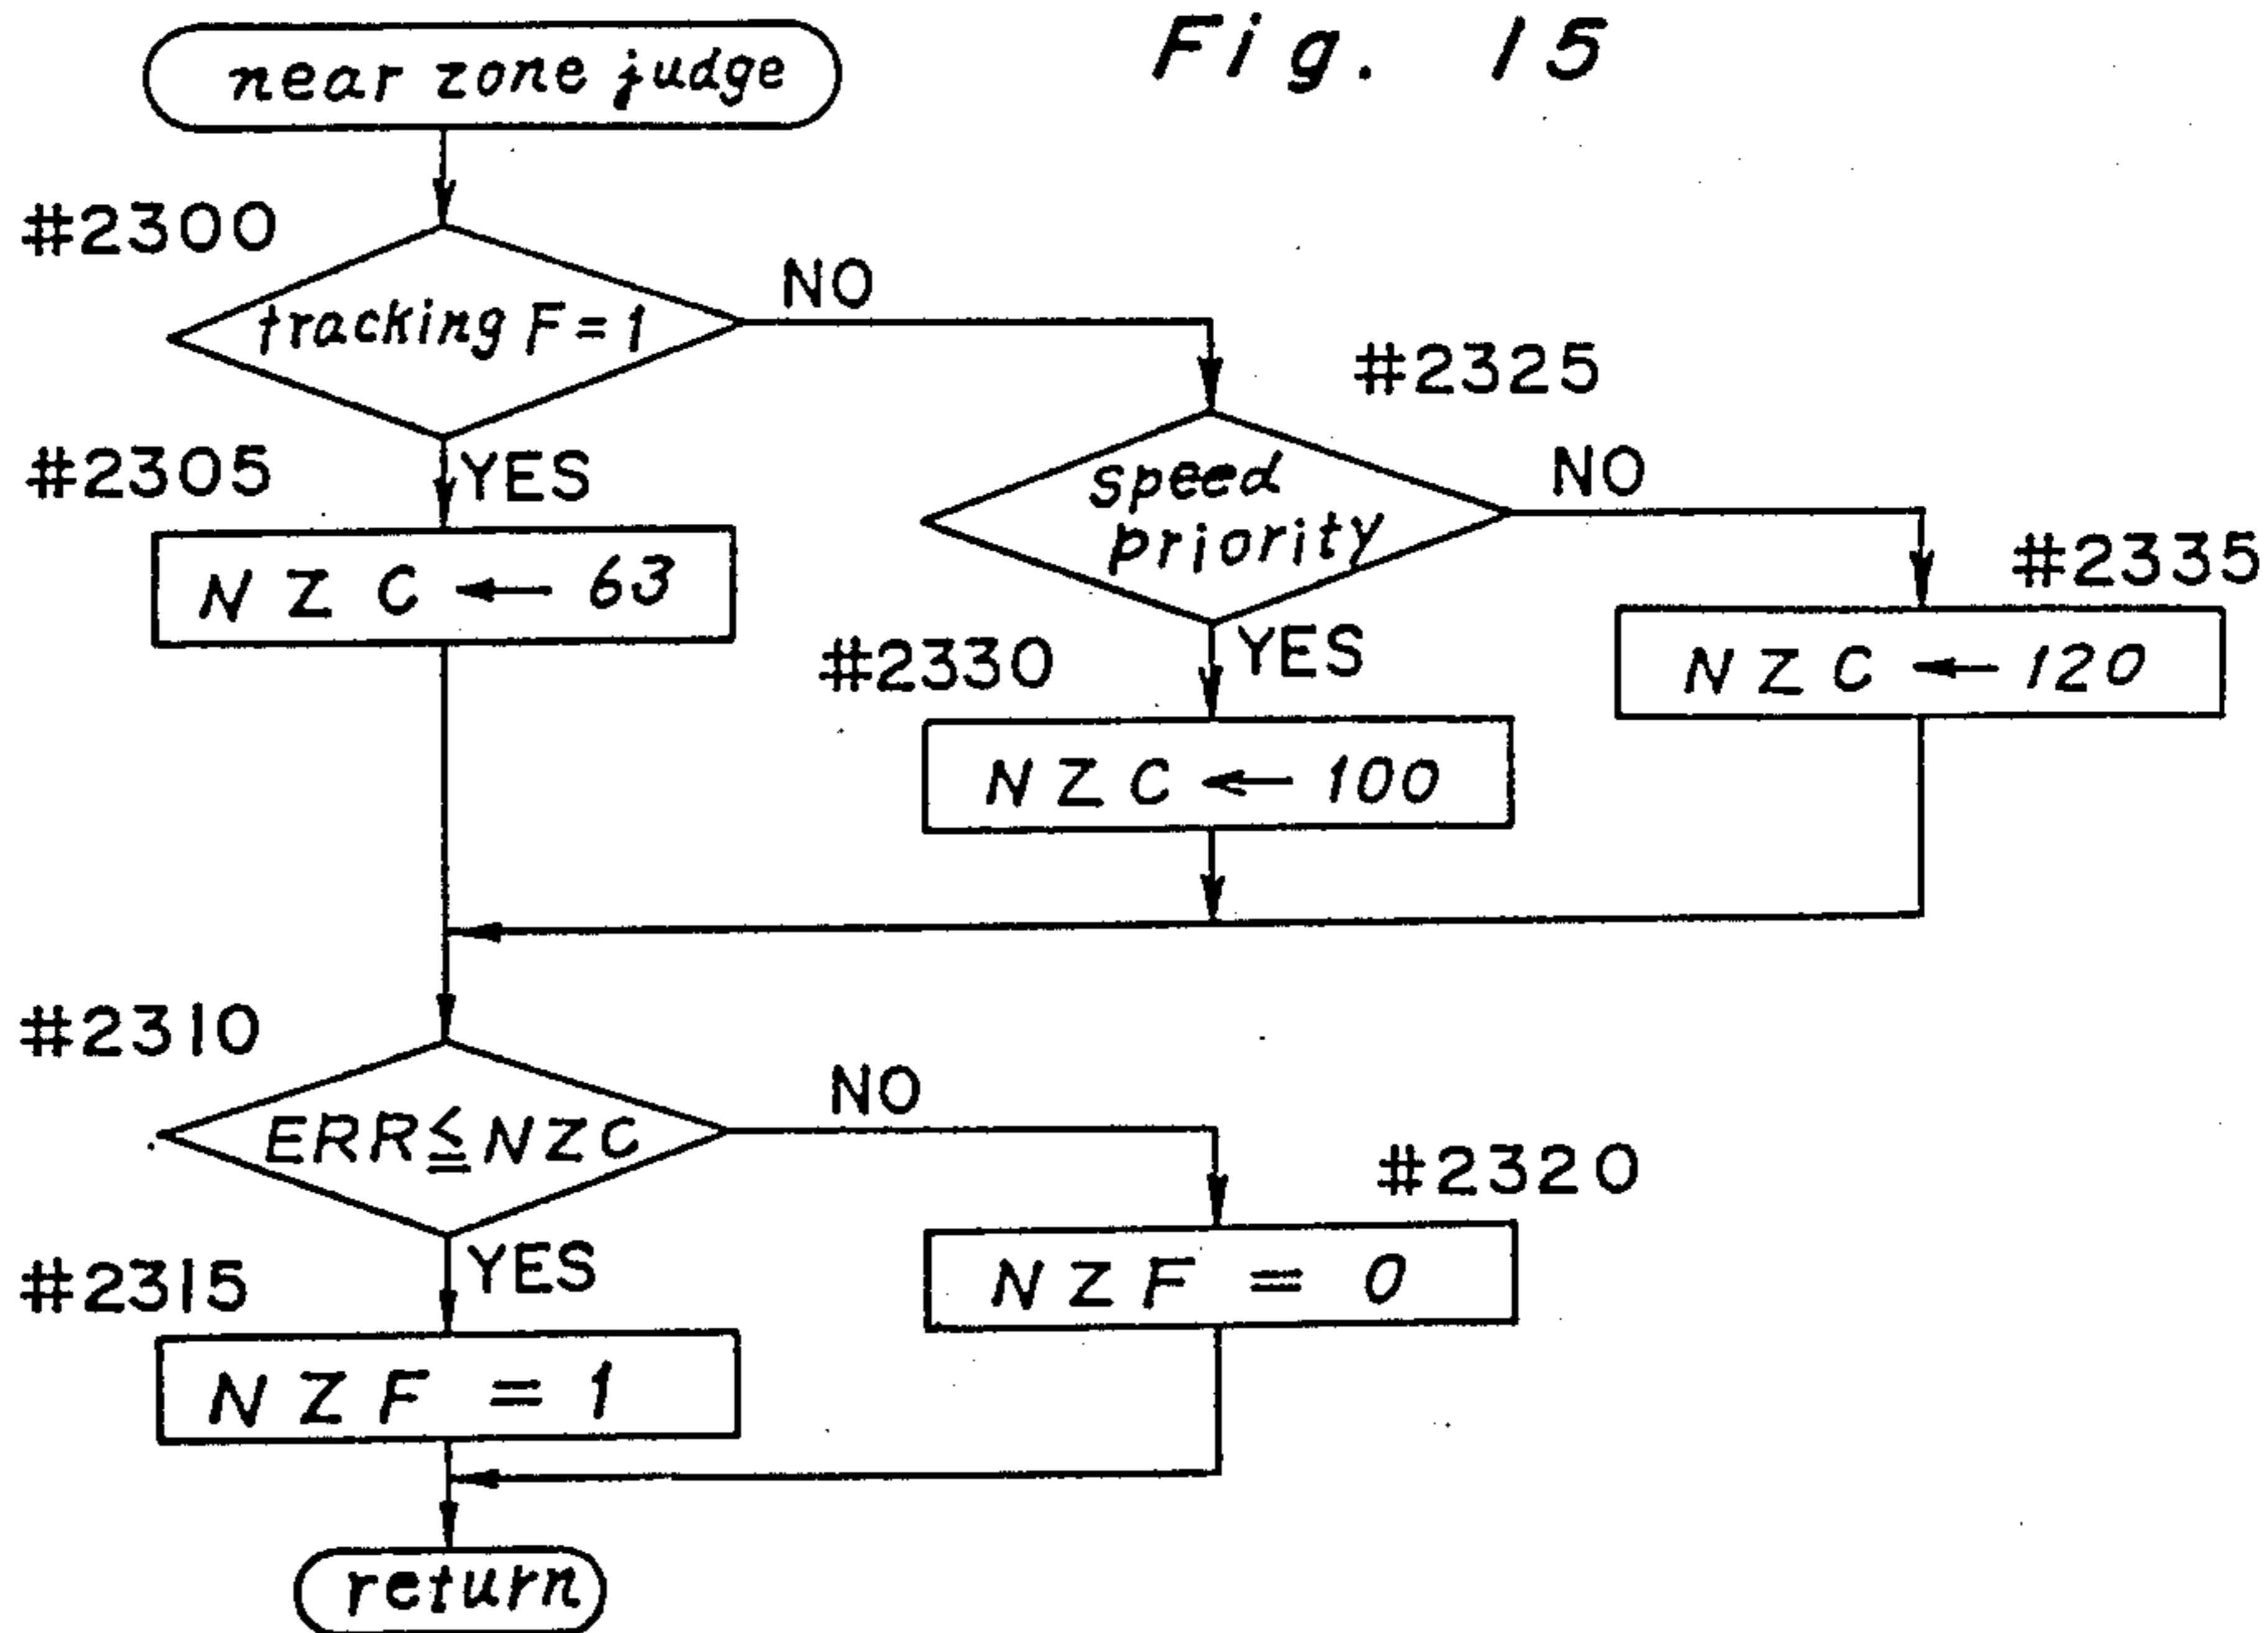 Fig. 15
near zone judge
#2300
tracking F=1
NO
#2305
YES
NZC ← 63
#2325
speed
priority
NO
#2330
YES
NZC ← 100
#2335
NZC ← 120
#2310
ERR≦NZC
NO
#2315
YES
NZF = 1
#2320
NZF = 0
return